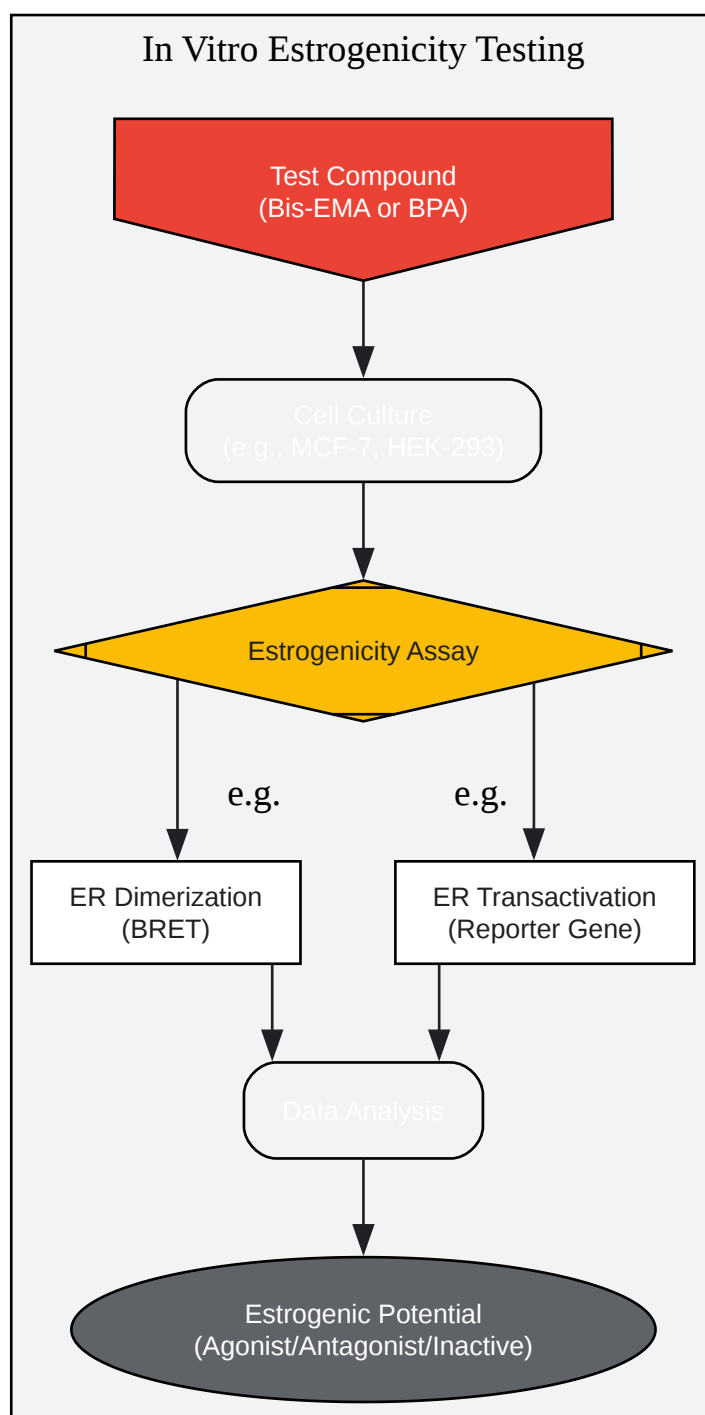 In Vitro Estrogenicity Testing
Test Compound
(Bis-EMA or BPA)
Cell Culture
(e.g., MCF-7, HEK-293)
Estrogenicity Assay
e.g.
e.g.
ER Dimerization
(BRET)
ER Transactivation
(Reporter Gene)
Data Analysis
Estrogenic Potential
(Agonist/Antagonist/Inactive)